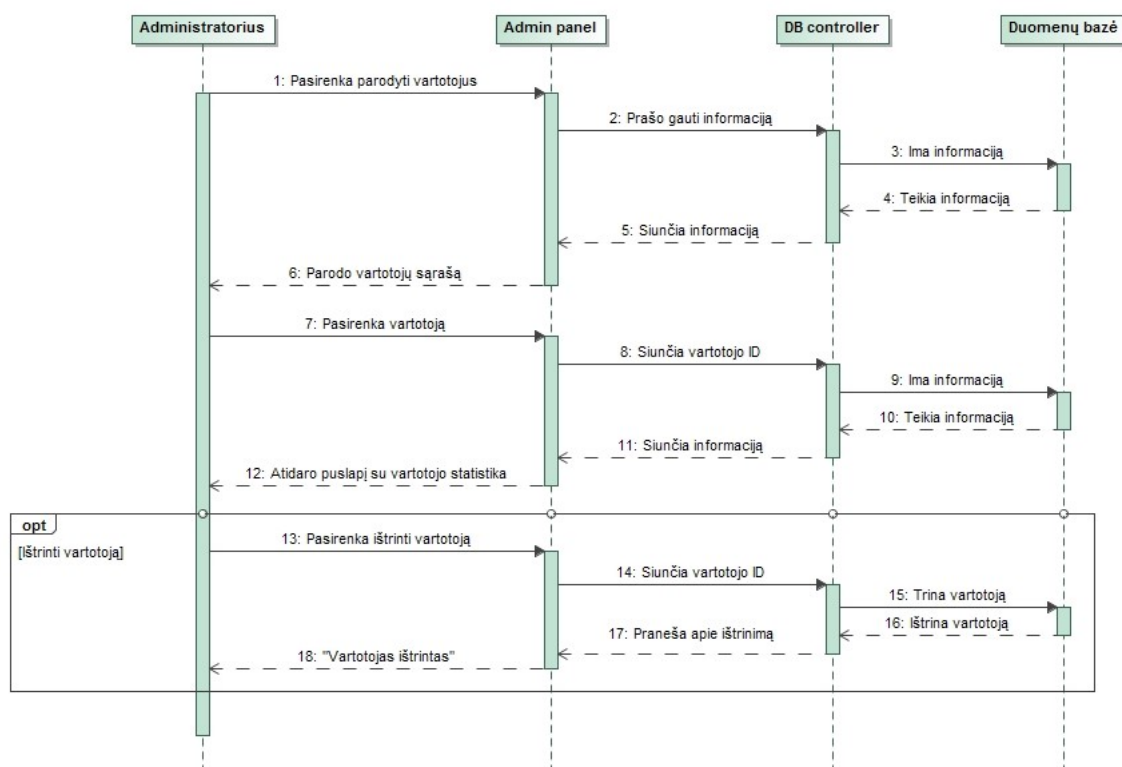 Administratorius
Admin panel
DB controller
Duomenų bazė
1: Pasirenka parodyti vartotojus
2: Prašo gauti informaciją
3: Ima informaciją
4: Teikia informaciją
5: Siunčia informaciją
6: Parodo vartotojų sąrašą
7: Pasirenka vartotoją
8: Siunčia vartotojo ID
9: Ima informaciją
10: Teikia informaciją
11: Siunčia informaciją
12: Atidaro puslapį su vartotojo statistika
opt
[Ištrinti vartotoją]
13: Pasirenka ištrinti vartotoją
14: Siunčia vartotojo ID
15: Trina vartotoją
16: Ištrina vartotoją
17: Praneša apie ištrinimą
18: "Vartotojas ištrintas"